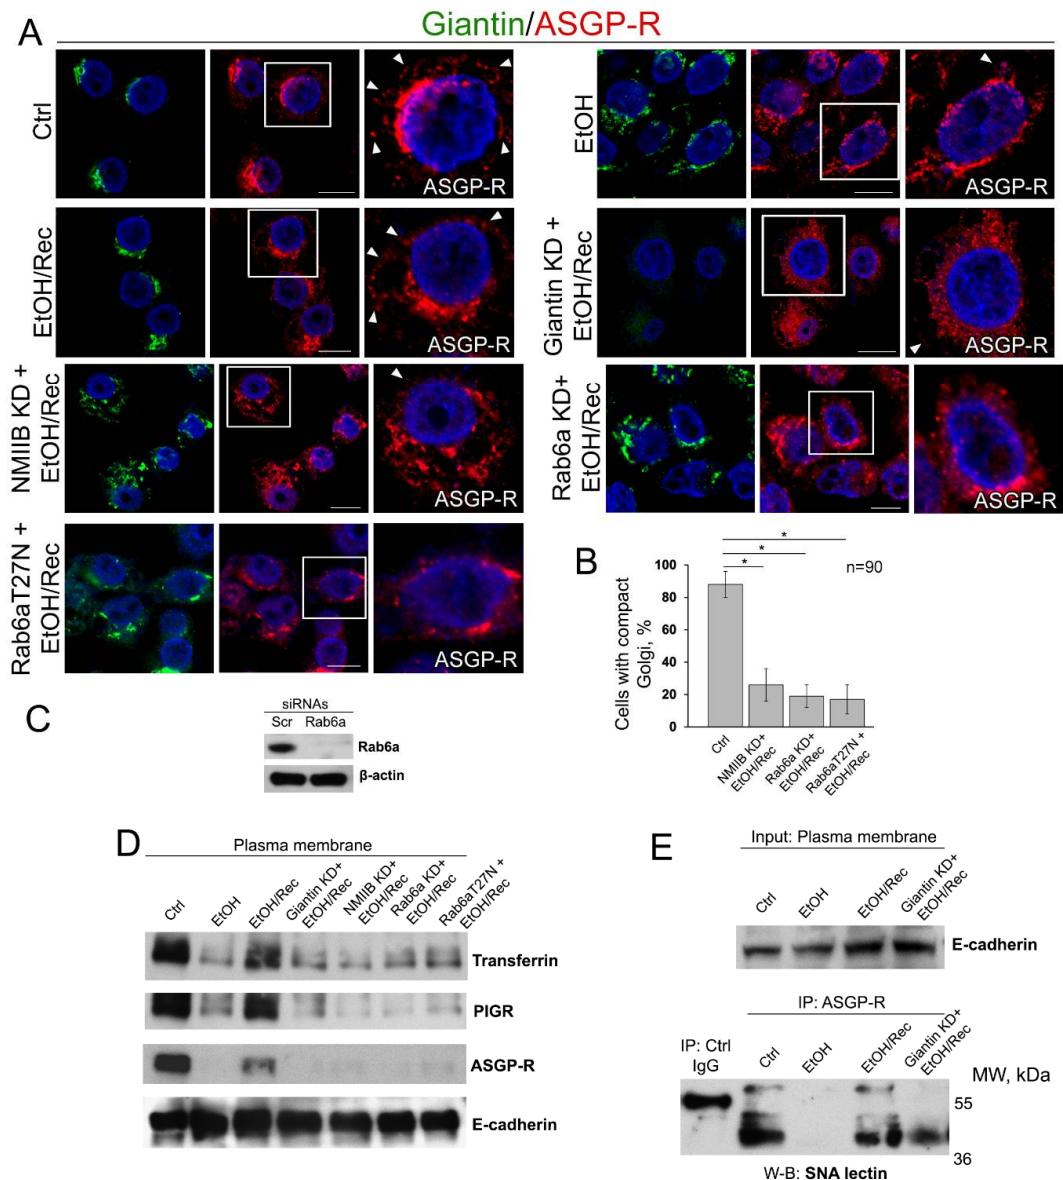 A
Giantin/ASGP-R
Ctrl
ASGP-R
EtOH
ASGP-R
EtOH/Rec
ASGP-R
Giantin KD +
EtOH/Rec
ASGP-R
NMIIB KD +
EtOH/Rec
ASGP-R
Rab6a KD+
EtOH/Rec
ASGP-R
Rab6aT27N +
EtOH/Rec
ASGP-R
B
n=90
*
*
*
Cells with compact
Golgi, %
100
80
60
40
20
0
Ctrl
NMIIB KD+
EtOH/Rec
Rab6a KD+
EtOH/Rec
Rab6aT27N +
EtOH/Rec
C
siRNAs
Scr Rab6a
Rab6a
β-actin
D
Plasma membrane
Ctrl
EtOH
EtOH/Rec
Giantin KD+
EtOH/Rec
NMIIB KD+
EtOH/Rec
Rab6a KD+
EtOH/Rec
Rab6aT27N +
EtOH/Rec
Transferrin
PIGR
ASGP-R
E-cadherin
E
Input: Plasma membrane
Ctrl
EtOH
EtOH/Rec
Giantin KD+
EtOH/Rec
E-cadherin
IP: ASGP-R
IP: Ctrl
IgG
Ctrl
EtOH
EtOH/Rec
Giantin KD+
EtOH/Rec
MW, kDa
55
36
W-B: SNA lectin